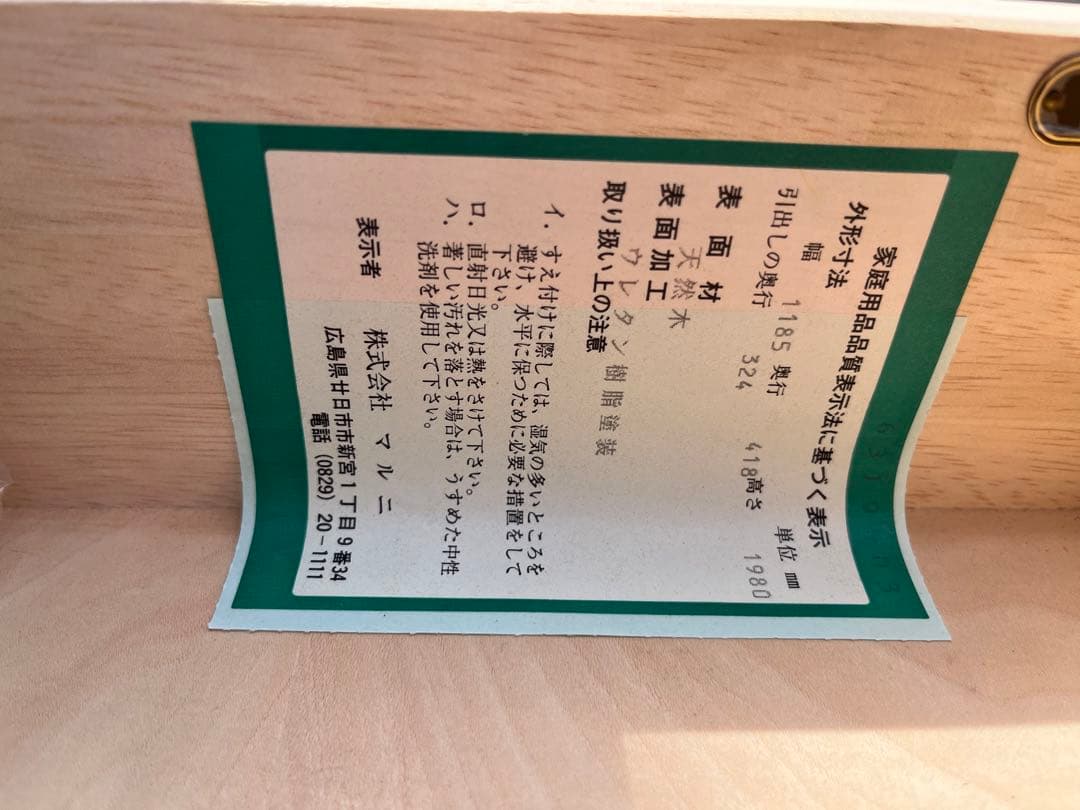 家庭用品品質表示法に基づく表示
外形寸法 単位 ㎜
幅 1185 奥行 418 高さ 1980
引出しの奥行 324
表面材 天然木
表面加工 ウレタン樹脂塗装
取り扱い上の注意
イ. すえ付けに際しては、湿気の多いところを
避け、水平に保つために必要な措置をして
下さい。
ロ. 直射日光又は熱をさけて下さい。
ハ. 著しい汚れを落とす場合は、うすめた中性
洗剤を使用して下さい。
表示者 株式会社 マルニ
広島県廿日市市新宮1丁目9番34
電話 (0829) 20-1111